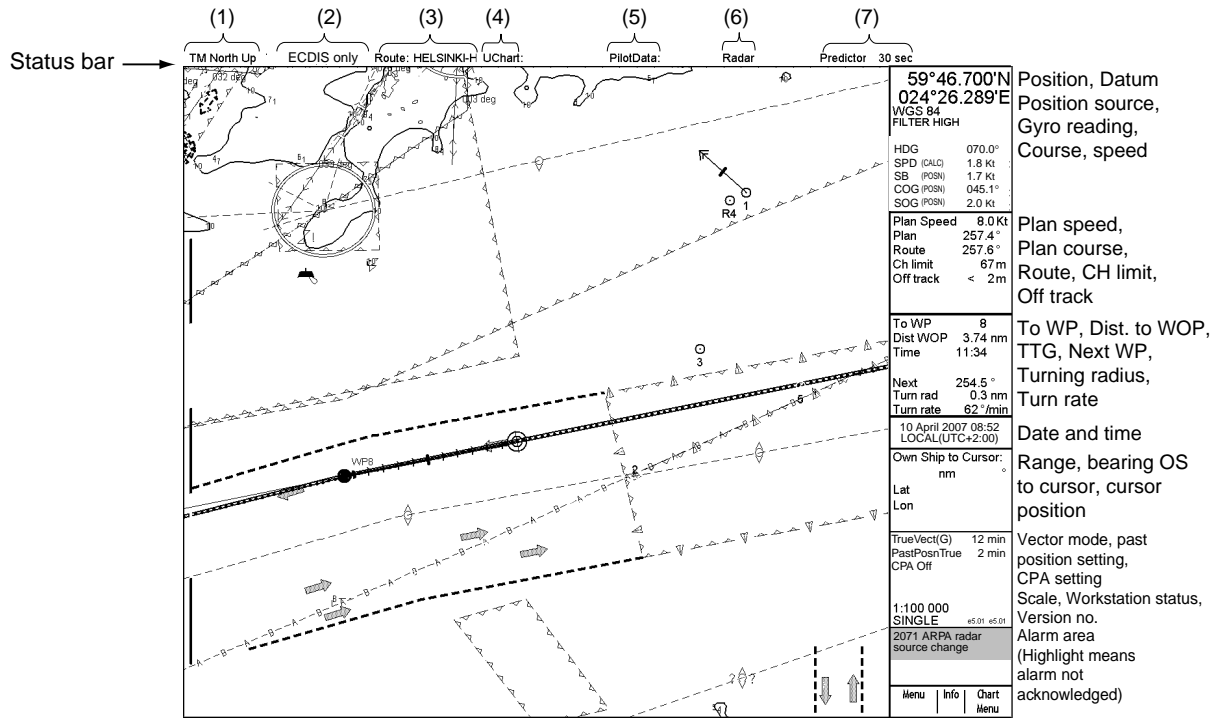 (1) (2) (3) (4) (5) (6) (7)
Status bar
TM North Up ECDIS only Route: HELSINKI-H UChart: PilotData: Radar Predictor 30 sec
032 deg
003 deg
deg
R4
1
3
WP8
2
5
59°46.700'N
024°26.289'E
WGS 84
FILTER HIGH
HDG 070.0°
SPD (CALC) 1.8 Kt
SB (POSN) 1.7 Kt
COG (POSN) 045.1°
SOG (POSN) 2.0 Kt
Position, Datum
Position source,
Gyro reading,
Course, speed
Plan Speed 8.0 Kt
Plan 257.4°
Route 257.6°
Ch limit 67 m
Off track < 2 m
Plan speed,
Plan course,
Route, CH limit,
Off track
To WP 8
Dist WOP 3.74 nm
Time 11:34
Next 254.5 °
Turn rad 0.3 nm
Turn rate 62 °/min
To WP, Dist. to WOP,
TTG, Next WP,
Turning radius,
Turn rate
10 April 2007 08:52
LOCAL(UTC+2:00)
Date and time
Own Ship to Cursor:
nm °
Lat
Lon
Range, bearing OS
to cursor, cursor
position
TrueVect(G) 12 min
PastPosnTrue 2 min
CPA Off
1:100 000
SINGLE e5.01 e5.01
Vector mode, past
position setting,
CPA setting
Scale, Workstation status,
Version no.
2071 ARPA radar
source change
Alarm area
(Highlight means
alarm not
acknowledged)
Menu Info Chart
Menu